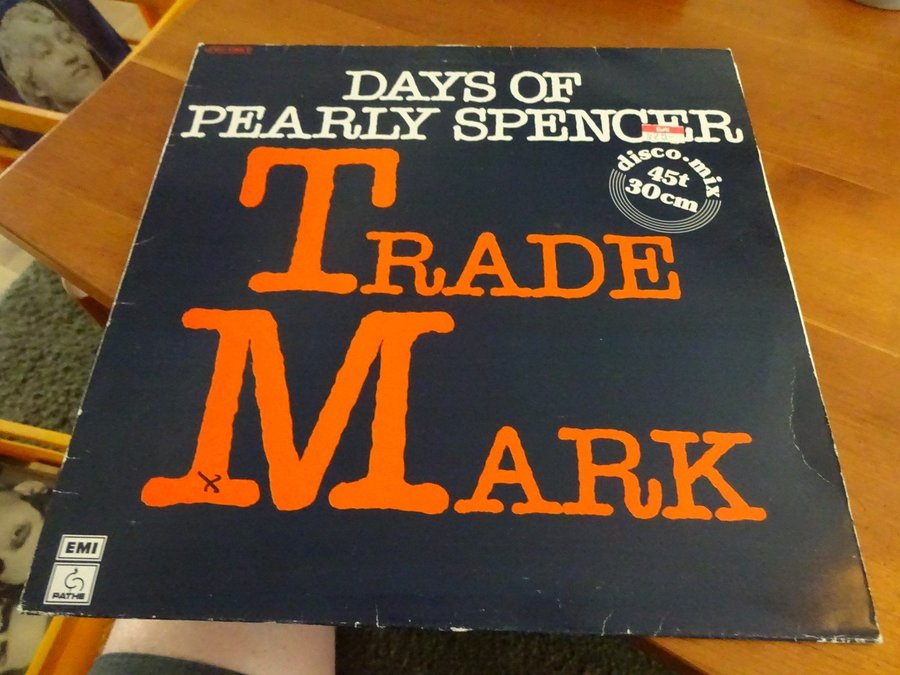 DAYS OF
PEARLY SPENCER
disco·mix
45t
30cm
TRADE
MARK
EMI
PATHE